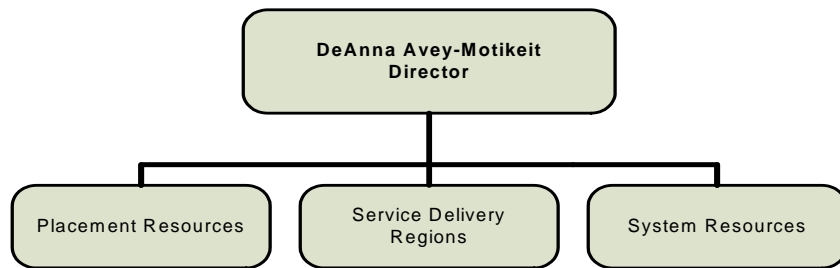 DeAnna Avey-Motikeit
Director
Placement Resources
Service Delivery
Regions
System Resources